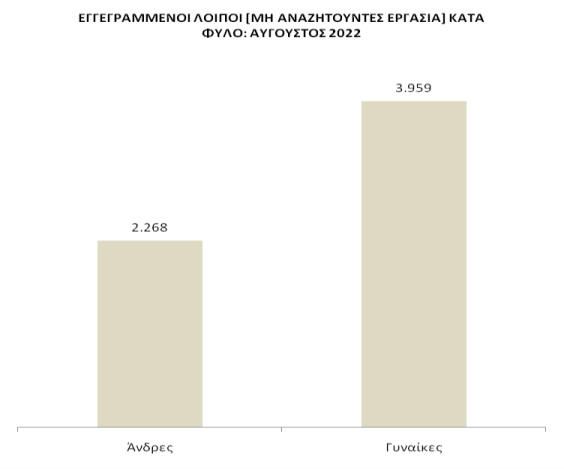 ΕΓΓΕΓΡΑΜΜΕΝΟΙ ΛΟΙΠΟΙ [ΜΗ ΑΝΑΖΗΤΟΥΝΤΕΣ ΕΡΓΑΣΙΑ] ΚΑΤΑ
ΦΥΛΟ: ΑΥΓΟΥΣΤΟΣ 2022
3.959
2.268
Άνδρες
Γυναίκες